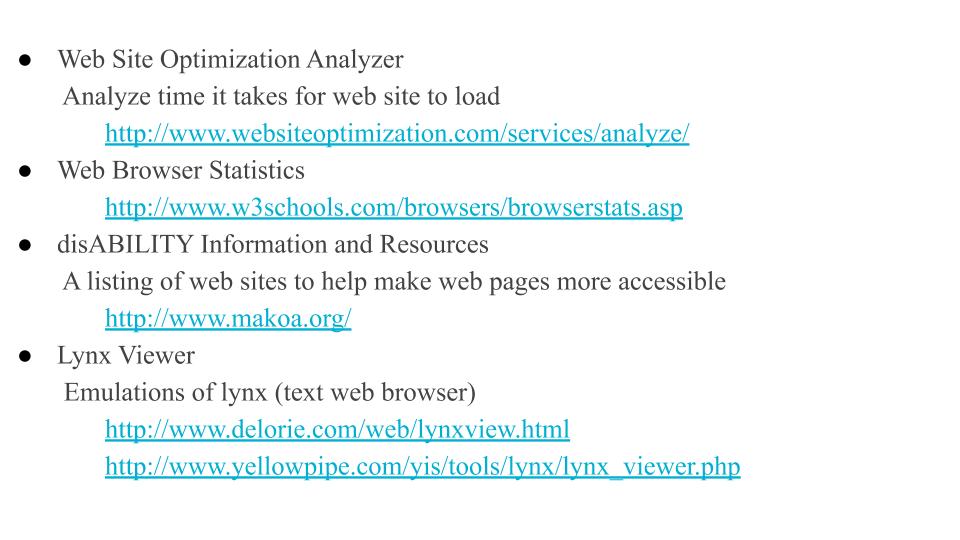 ● Web Site Optimization Analyzer
Analyze time it takes for web site to load
http://www.websiteoptimization.com/services/analyze/
● Web Browser Statistics
http://www.w3schools.com/browsers/browserstats.asp
● disABILITY Information and Resources
A listing of web sites to help make web pages more accessible
http://www.makoa.org/
● Lynx Viewer
Emulations of lynx (text web browser)
http://www.delorie.com/web/lynxview.html
http://www.yellowpipe.com/yis/tools/lynx/lynx_viewer.php